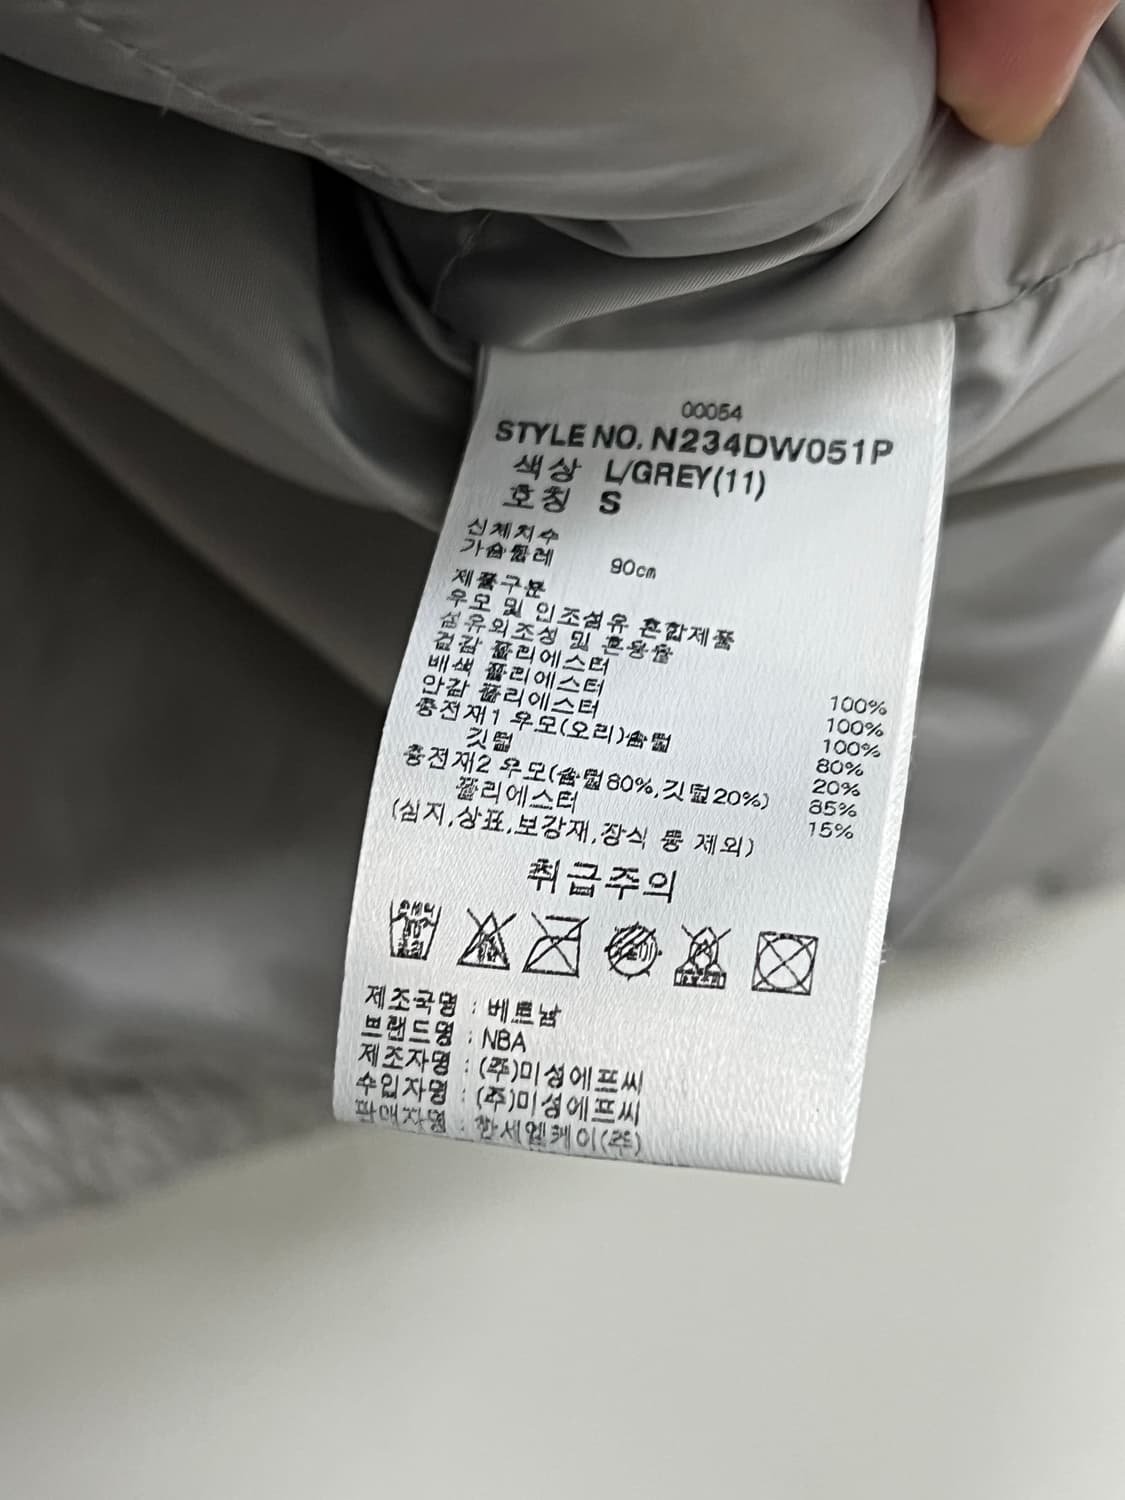 00054
STYLE NO. N234DW051P
색상 L/GREY(11)
호칭 S
신체치수
가슴둘레 90cm
제품구분
우모 및 인조섬유 혼합제품
섬유의조성 및 혼용율
겉감 폴리에스터 100%
배색 폴리에스터 100%
안감 폴리에스터 100%
충전재1 우모(오리)솜털 80%
깃털 20%
충전재2 우모(솜털80%,깃털20%) 85%
폴리에스터 15%
(심지,상표,보강재,장식 등 제외)
취급주의
제조국명 : 베트남
브랜드명 : NBA
제조자명 : (주)미성에프씨
수입자명 : (주)미성에프씨
판매자명 : 한세엠케이(주)